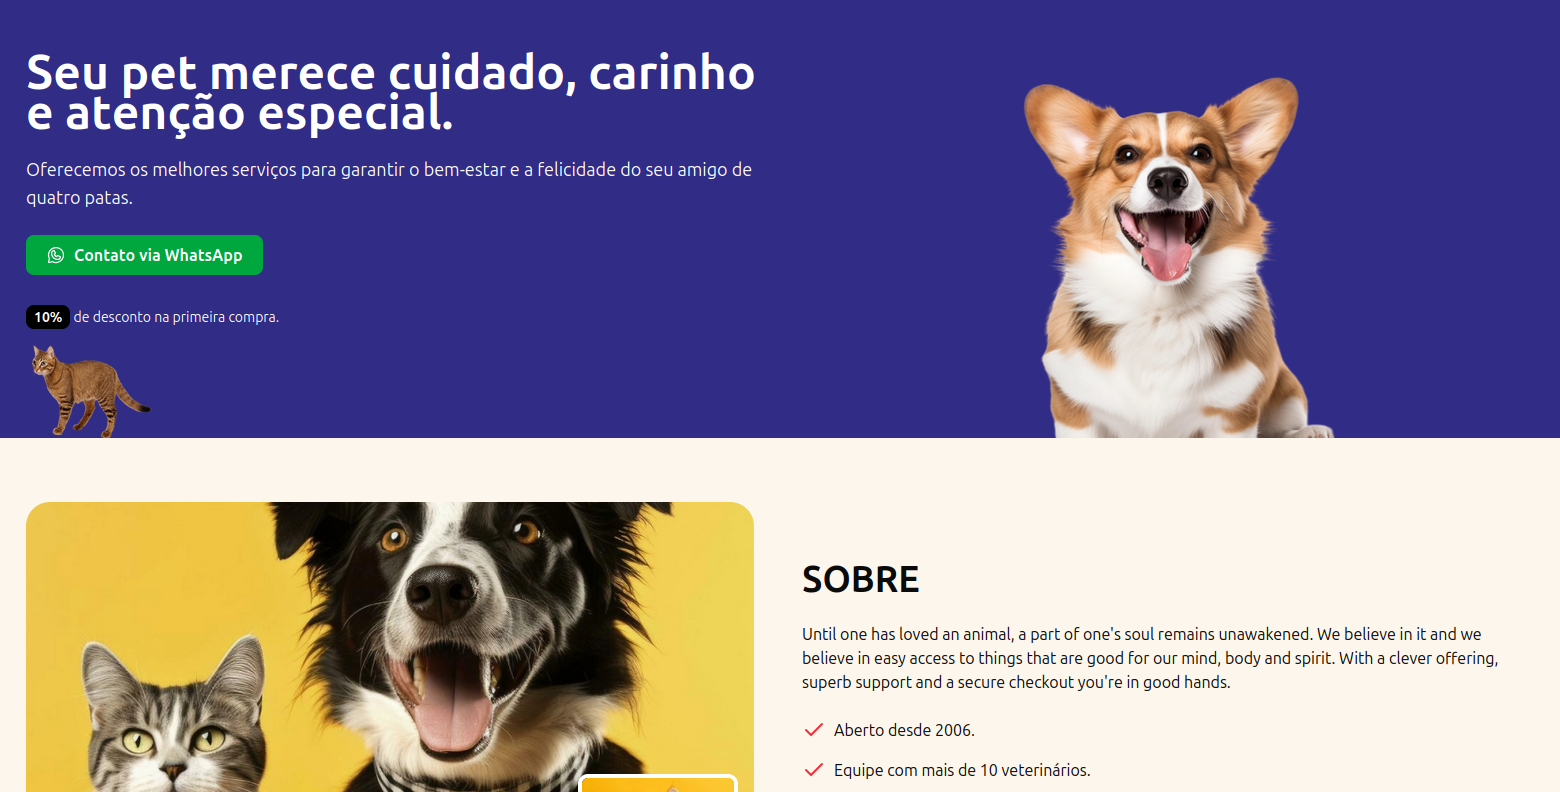 Seu pet merece cuidado, carinho
e atenção especial.
Oferecemos os melhores serviços para garantir o bem-estar e a felicidade do seu amigo de
quatro patas.
Contato via WhatsApp
10% de desconto na primeira compra.
SOBRE
Until one has loved an animal, a part of one's soul remains unawakened. We believe in it and we
believe in easy access to things that are good for our mind, body and spirit. With a clever offering,
superb support and a secure checkout you're in good hands.
Aberto desde 2006.
Equipe com mais de 10 veterinários.